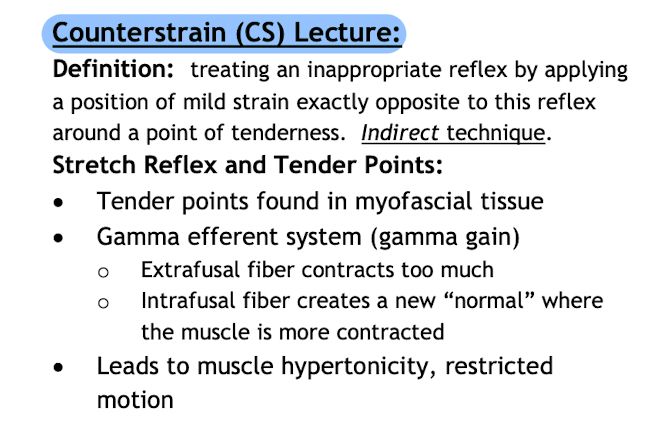 Counterstrain (CS) Lecture:
Definition: treating an inappropriate reflex by applying
a position of mild strain exactly opposite to this reflex
around a point of tenderness. Indirect technique.
Stretch Reflex and Tender Points:
• Tender points found in myofascial tissue
• Gamma efferent system (gamma gain)
o Extrafusal fiber contracts too much
o Intrafusal fiber creates a new “normal” where
the muscle is more contracted
• Leads to muscle hypertonicity, restricted
motion